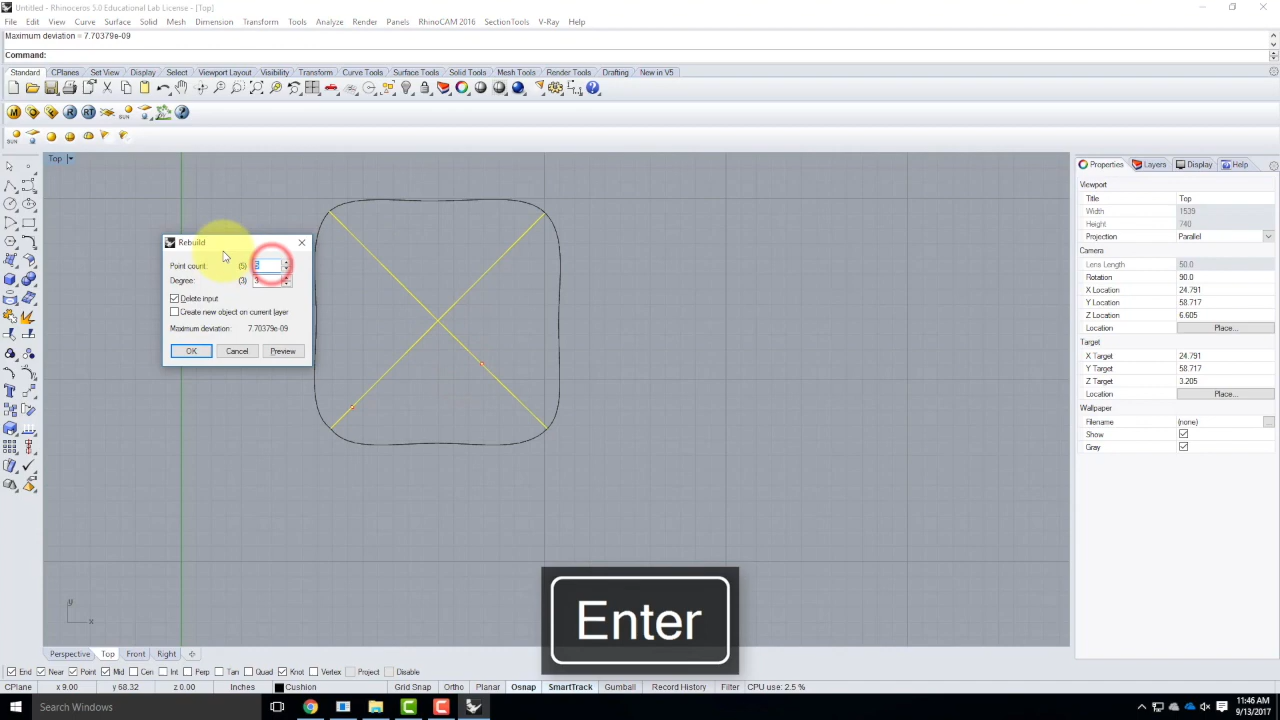 Untitled - Rhinoceros 5.0 Educational Lab License - [Top]
File Edit View Curve Surface Solid Mesh Dimension Transform Tools Analyze Render Panels RhinoCAM 2016 SectionTools V-Ray Help
Maximum deviation = 7.70379e-09
Command:
Standard CPlanes Set View Display Select Viewport Layout Visibility Transform Curve Tools Surface Tools Solid Tools Mesh Tools Render Tools Drafting New in V5
M R RT
SUN
SUN
Top
Properties Layers Display Help
Viewport
Title Top
Width 1539
Height 740
Projection Parallel
Camera
Lens Length 50.0
Rotation 90.0
X Location 24.791
Y Location 58.717
Z Location 6.605
Location Place...
Target
X Target 24.791
Y Target 58.717
Z Target 3.205
Location Place...
Wallpaper
Filename (none) ...
Show
Gray
Rebuild
Point count: (5)
Degree: (3) 3
Delete input
Create new object on current layer
Maximum deviation: 7.70379e-09
OK Cancel Preview
Enter
y
x
Perspective Top Front Right
End Near Point Mid Cen Int Perp Tan Quad Knot Vertex Project Disable
CPlane x 9.00 y 68.32 z 0.00 Inches Cushion Grid Snap Ortho Planar Osnap SmartTrack Gumball Record History Filter CPU use: 2.5 %
Search Windows
11:46 AM
9/13/2017